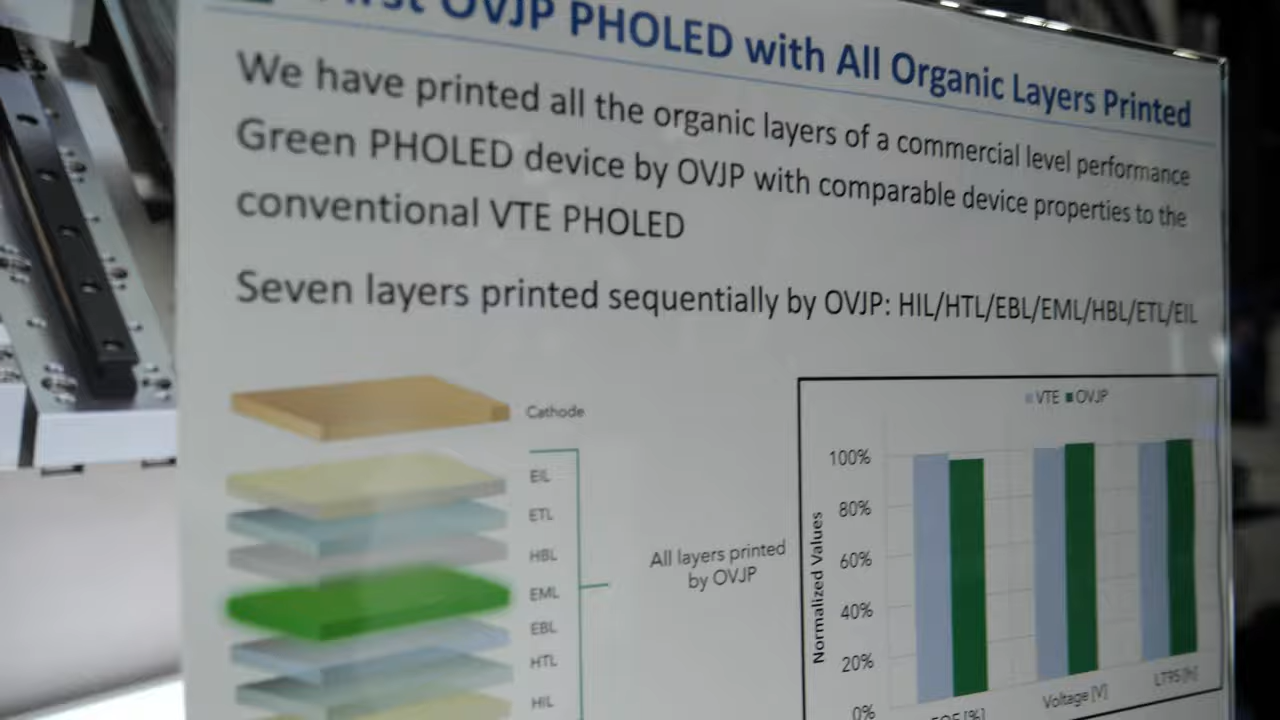 First OVJP PHOLED with All Organic Layers Printed
We have printed all the organic layers of a commercial level performance
Green PHOLED device by OVJP with comparable device properties to the
conventional VTE PHOLED
Seven layers printed sequentially by OVJP: HIL/HTL/EBL/EML/HBL/ETL/EIL
Cathode
EIL
ETL
HBL
EML
EBL
HTL
HIL
All layers printed
by OVJP
VTE OVJP
Normalized Values
100%
80%
60%
40%
20%
0%
EQE [%]
Voltage [V]
LT95 [h]